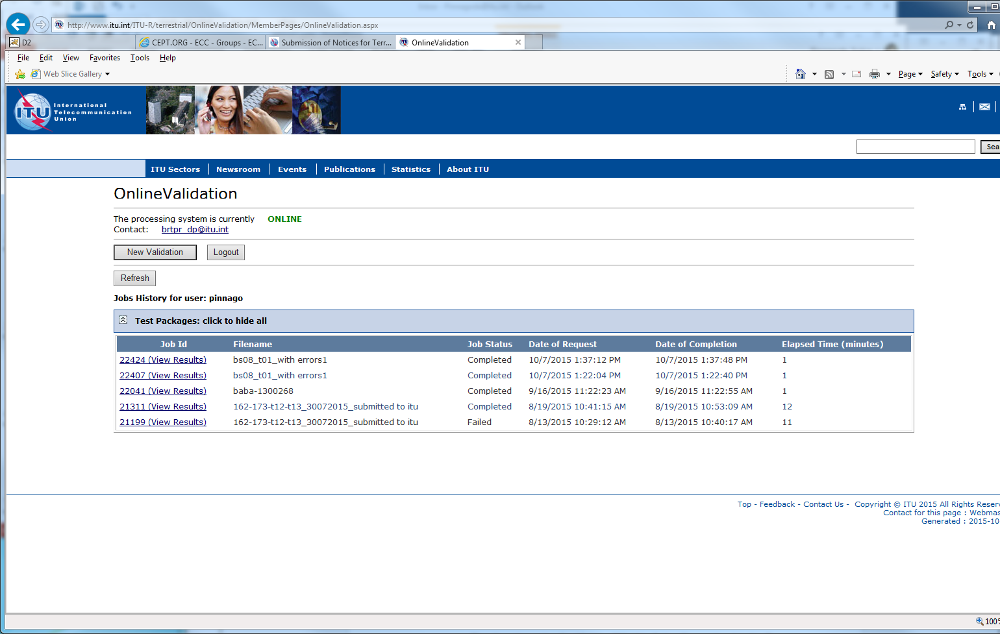 http://www.itu.int/ITU-R/terrestrial/OnlineValidation/MemberPages/OnlineValidation.aspx
D2 CEPT.ORG - ECC - Groups - EC... Submission of Notices for Terr... OnlineValidation
File Edit View Favorites Tools Help
Web Slice Gallery Page Safety Tools
ITU International
Telecommunication
Union
Sea
ITU Sectors Newsroom Events Publications Statistics About ITU
OnlineValidation
The processing system is currently ONLINE
Contact: brtpr_dp@itu.int
New Validation Logout
Refresh
Jobs History for user: pinnago
Test Packages: click to hide all
Job Id Filename Job Status Date of Request Date of Completion Elapsed Time (minutes)
22424 (View Results) bs08_t01_with errors1 Completed 10/7/2015 1:37:12 PM 10/7/2015 1:37:48 PM 1
22407 (View Results) bs08_t01_with errors1 Completed 10/7/2015 1:22:04 PM 10/7/2015 1:22:40 PM 1
22041 (View Results) baba-1300268 Completed 9/16/2015 11:22:23 AM 9/16/2015 11:22:55 AM 1
21311 (View Results) 162-173-t12-t13_30072015_submitted to itu Completed 8/19/2015 10:41:15 AM 8/19/2015 10:53:09 AM 12
21199 (View Results) 162-173-t12-t13_30072015_submitted to itu Failed 8/13/2015 10:29:12 AM 8/13/2015 10:40:17 AM 11
Top - Feedback - Contact Us - Copyright © ITU 2015 All Rights Reser
Contact for this page : Webmas
Generated : 2015-10
100%